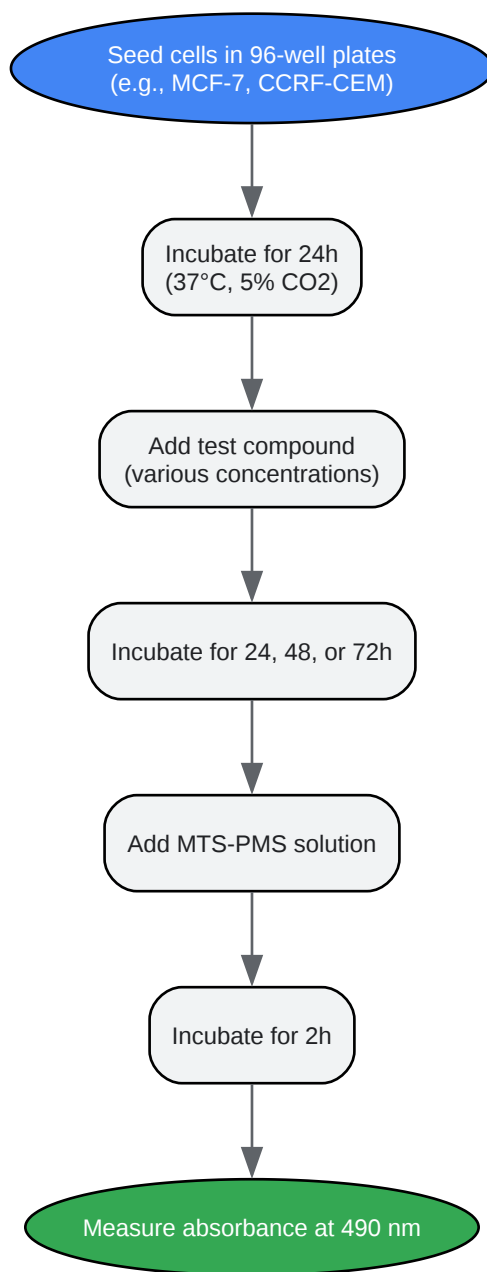 Seed cells in 96-well plates
(e.g., MCF-7, CCRF-CEM)
Incubate for 24h
(37°C, 5% CO2)
Add test compound
(various concentrations)
Incubate for 24, 48, or 72h
Add MTS-PMS solution
Incubate for 2h
Measure absorbance at 490 nm